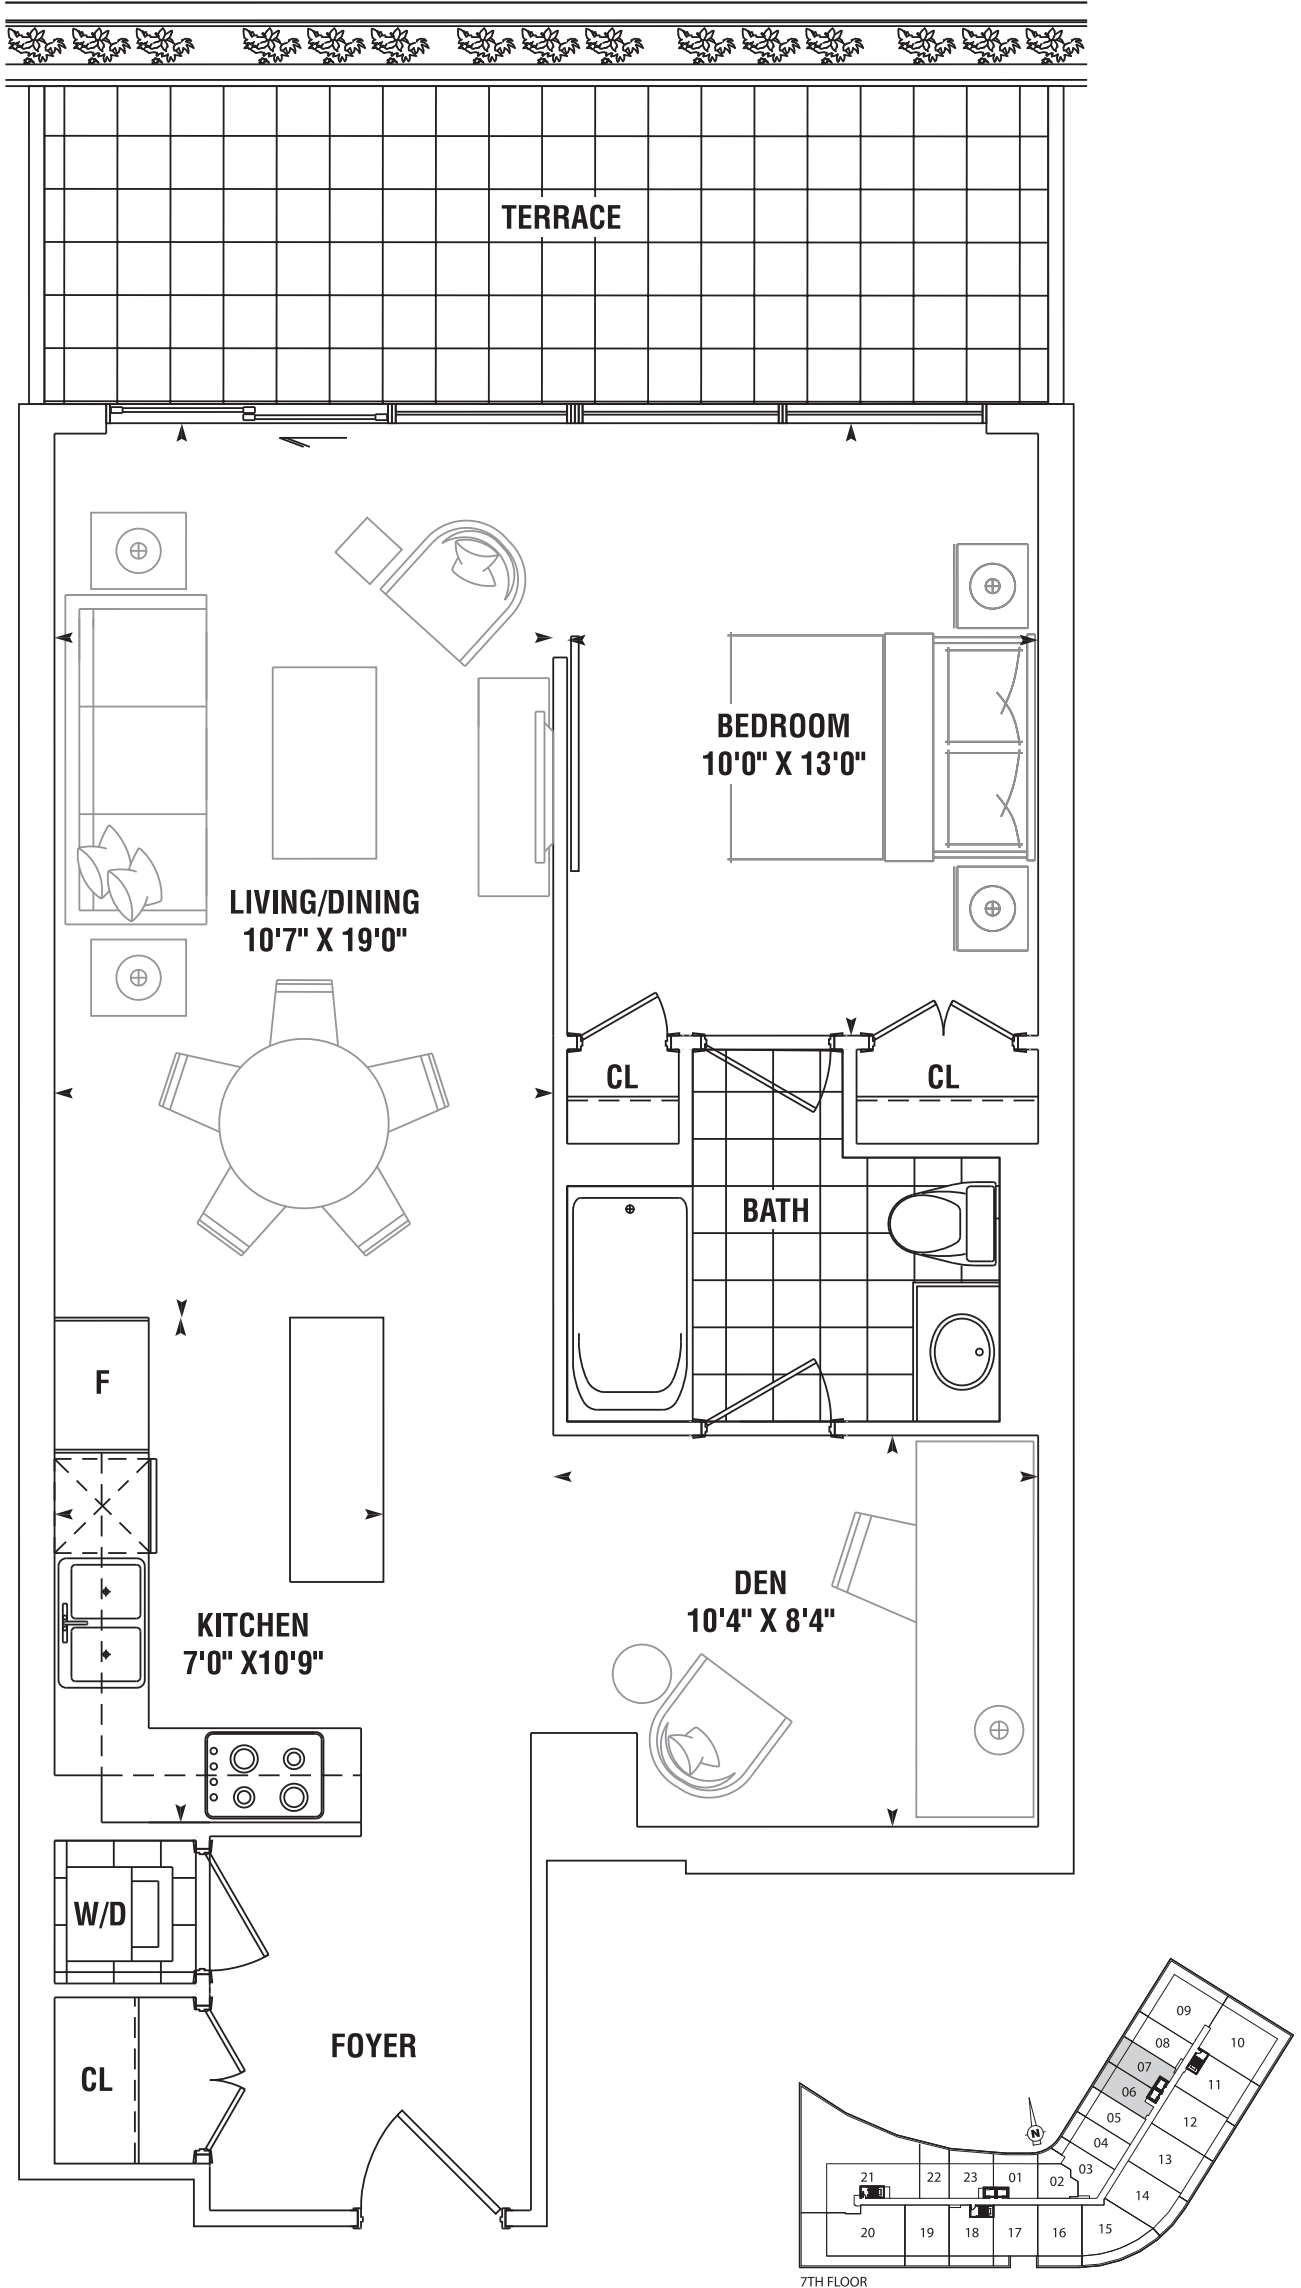 TERRACE
BEDROOM
10'0" X 13'0"
LIVING/DINING
10'7" X 19'0"
CL
CL
BATH
F
DEN
10'4" X 8'4"
KITCHEN
7'0" X10'9"
W/D
FOYER
CL
09
10
08
07
11
06
05
12
04
13
03
21
22
23
01
02
14
20
19
18
17
16
15
N
7TH FLOOR